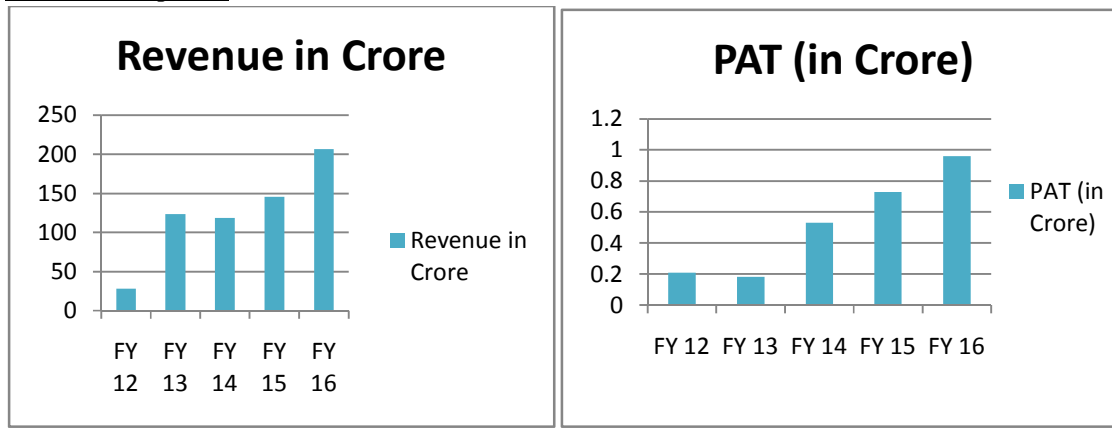 Revenue in Crore
250
200
150
100
50
0
FY 12
FY 13
FY 14
FY 15
FY 16
Revenue in
Crore
PAT (in Crore)
1.2
1
0.8
0.6
0.4
0.2
0
FY 12 FY 13 FY 14 FY 15 FY 16
PAT (in
Crore)